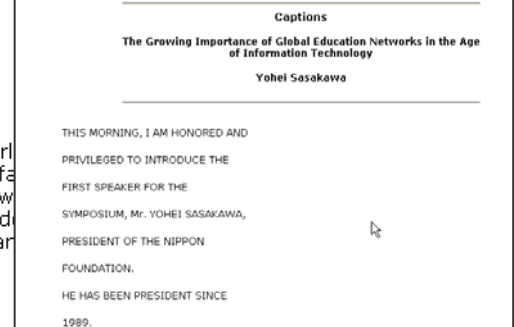 Captions
The Growing Importance of Global Education Networks in the Age
of Information Technology
Yohei Sasakawa
THIS MORNING, I AM HONORED AND
PRIVILEGED TO INTRODUCE THE
FIRST SPEAKER FOR THE
SYMPOSIUM, Mr. YOHEI SASAKAWA,
PRESIDENT OF THE NIPPON
FOUNDATION.
HE HAS BEEN PRESIDENT SINCE
1989.